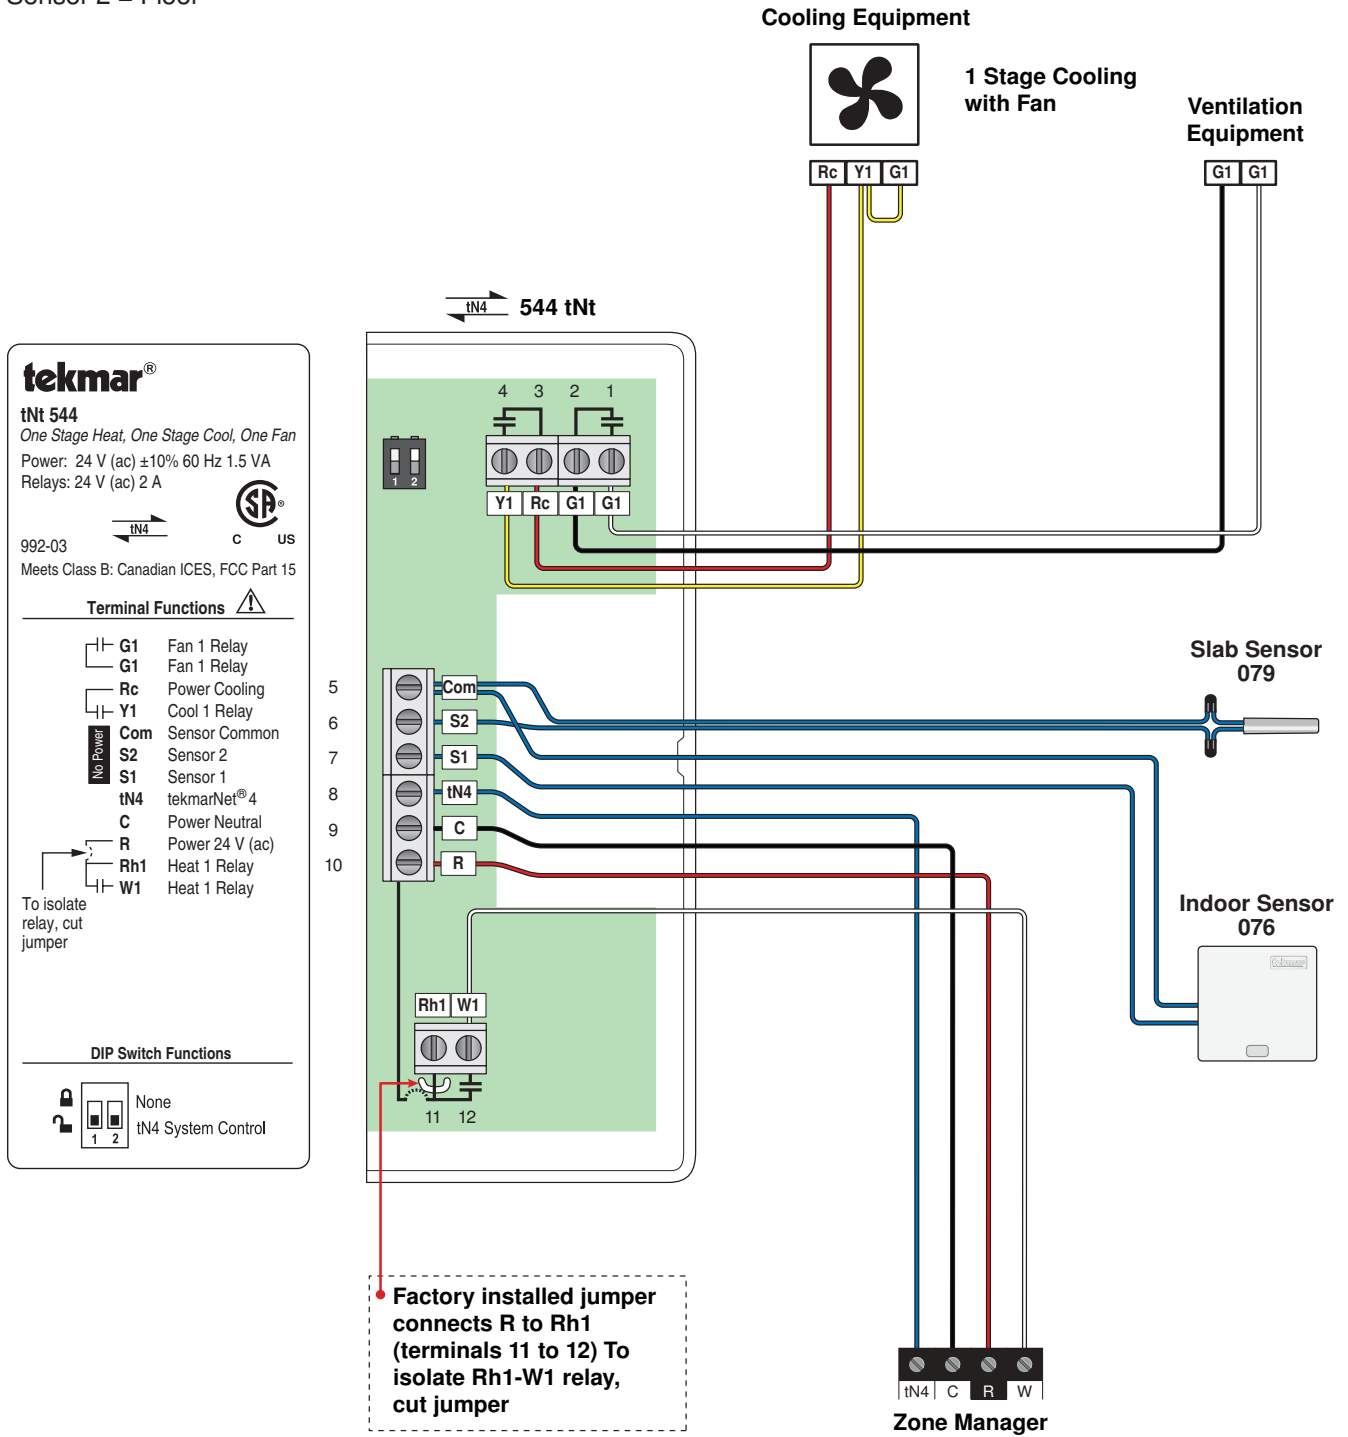 Sensor 2 = Floor
Cooling Equipment
1 Stage Cooling
with Fan
Ventilation
Equipment
Rc Y1 G1
G1 G1
tN4
544 tNt
tekmar®
tNt 544
One Stage Heat, One Stage Cool, One Fan
Power: 24 V (ac) ±10% 60 Hz 1.5 VA
Relays: 24 V (ac) 2 A
SA®
C US
tN4
992-03
Meets Class B: Canadian ICES, FCC Part 15
Terminal Functions
G1 Fan 1 Relay
G1 Fan 1 Relay
Rc Power Cooling
Y1 Cool 1 Relay
No Power
Com Sensor Common
S2 Sensor 2
S1 Sensor 1
tN4 tekmarNet®4
C Power Neutral
R Power 24 V (ac)
Rh1 Heat 1 Relay
W1 Heat 1 Relay
To isolate
relay, cut
jumper
DIP Switch Functions
None
tN4 System Control
1 2
4 3 2 1
1 2
Y1 Rc G1 G1
5 Com
6 S2
7 S1
8 tN4
9 C
10 R
Slab Sensor
079
Indoor Sensor
076
tekmar
Rh1 W1
11 12
Factory installed jumper
connects R to Rh1
(terminals 11 to 12) To
isolate Rh1-W1 relay,
cut jumper
tN4 C R W
Zone Manager